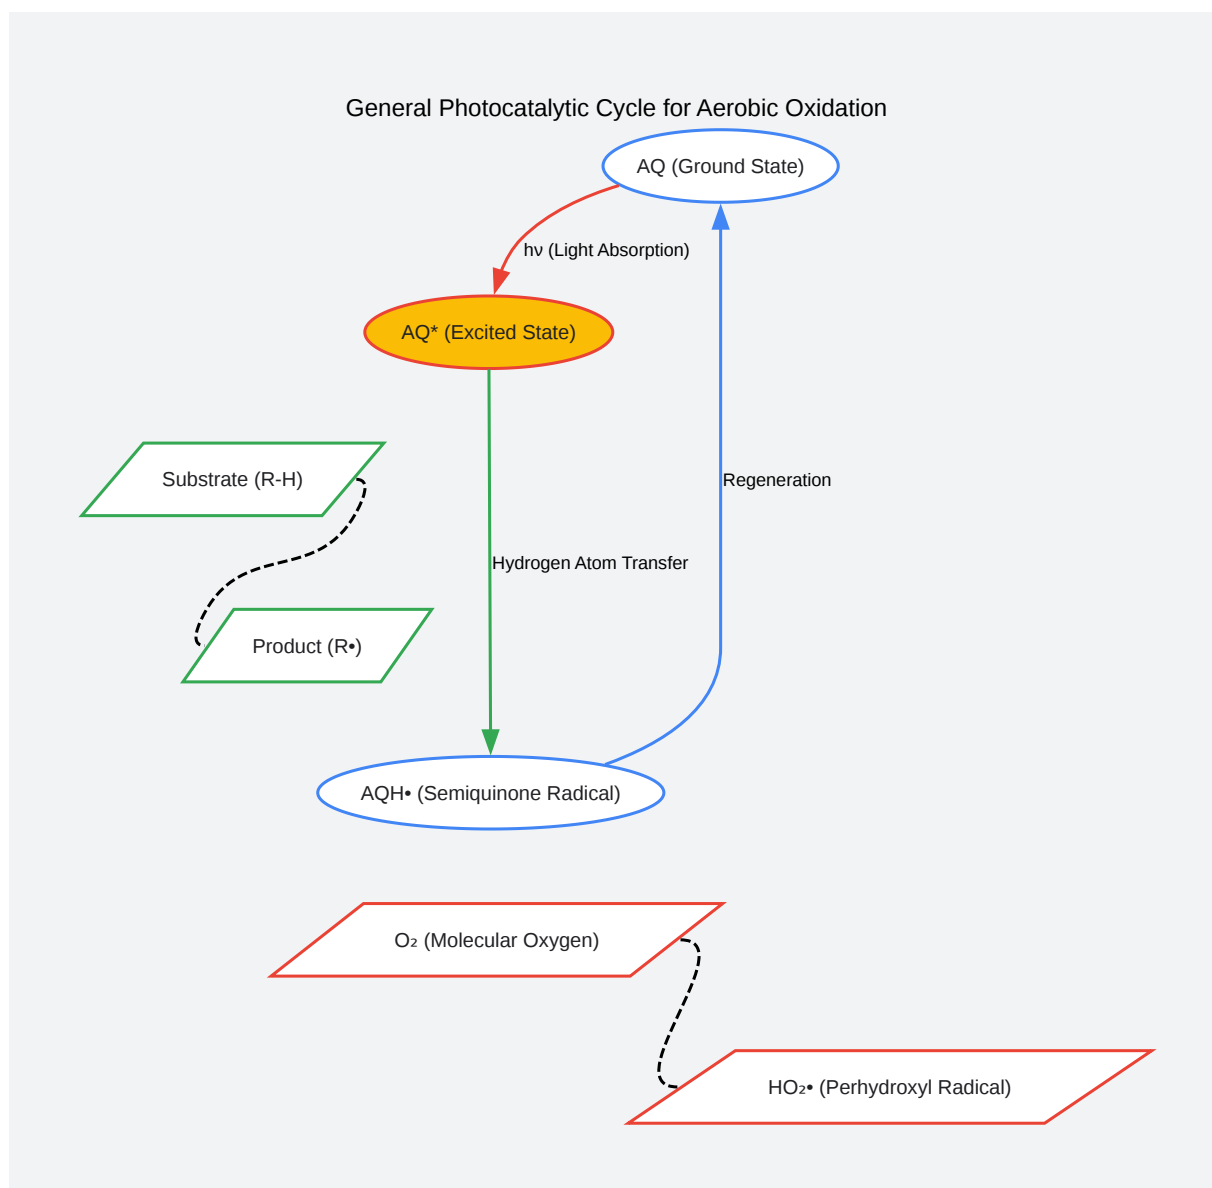 General Photocatalytic Cycle for Aerobic Oxidation
AQ (Ground State)
hν (Light Absorption)
AQ* (Excited State)
Substrate (R-H)
Regeneration
Hydrogen Atom Transfer
Product (R•)
AQH• (Semiquinone Radical)
O₂ (Molecular Oxygen)
HO₂• (Perhydroxyl Radical)